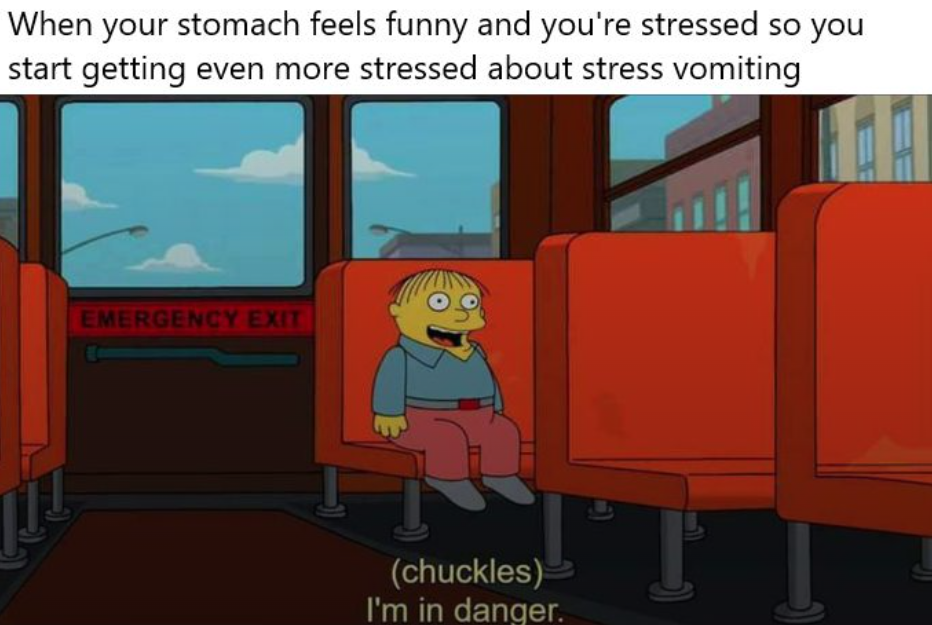 When your stomach feels funny and you're stressed so you
start getting even more stressed about stress vomiting
EMERGENCY EXIT
(chuckles)
I'm in danger.